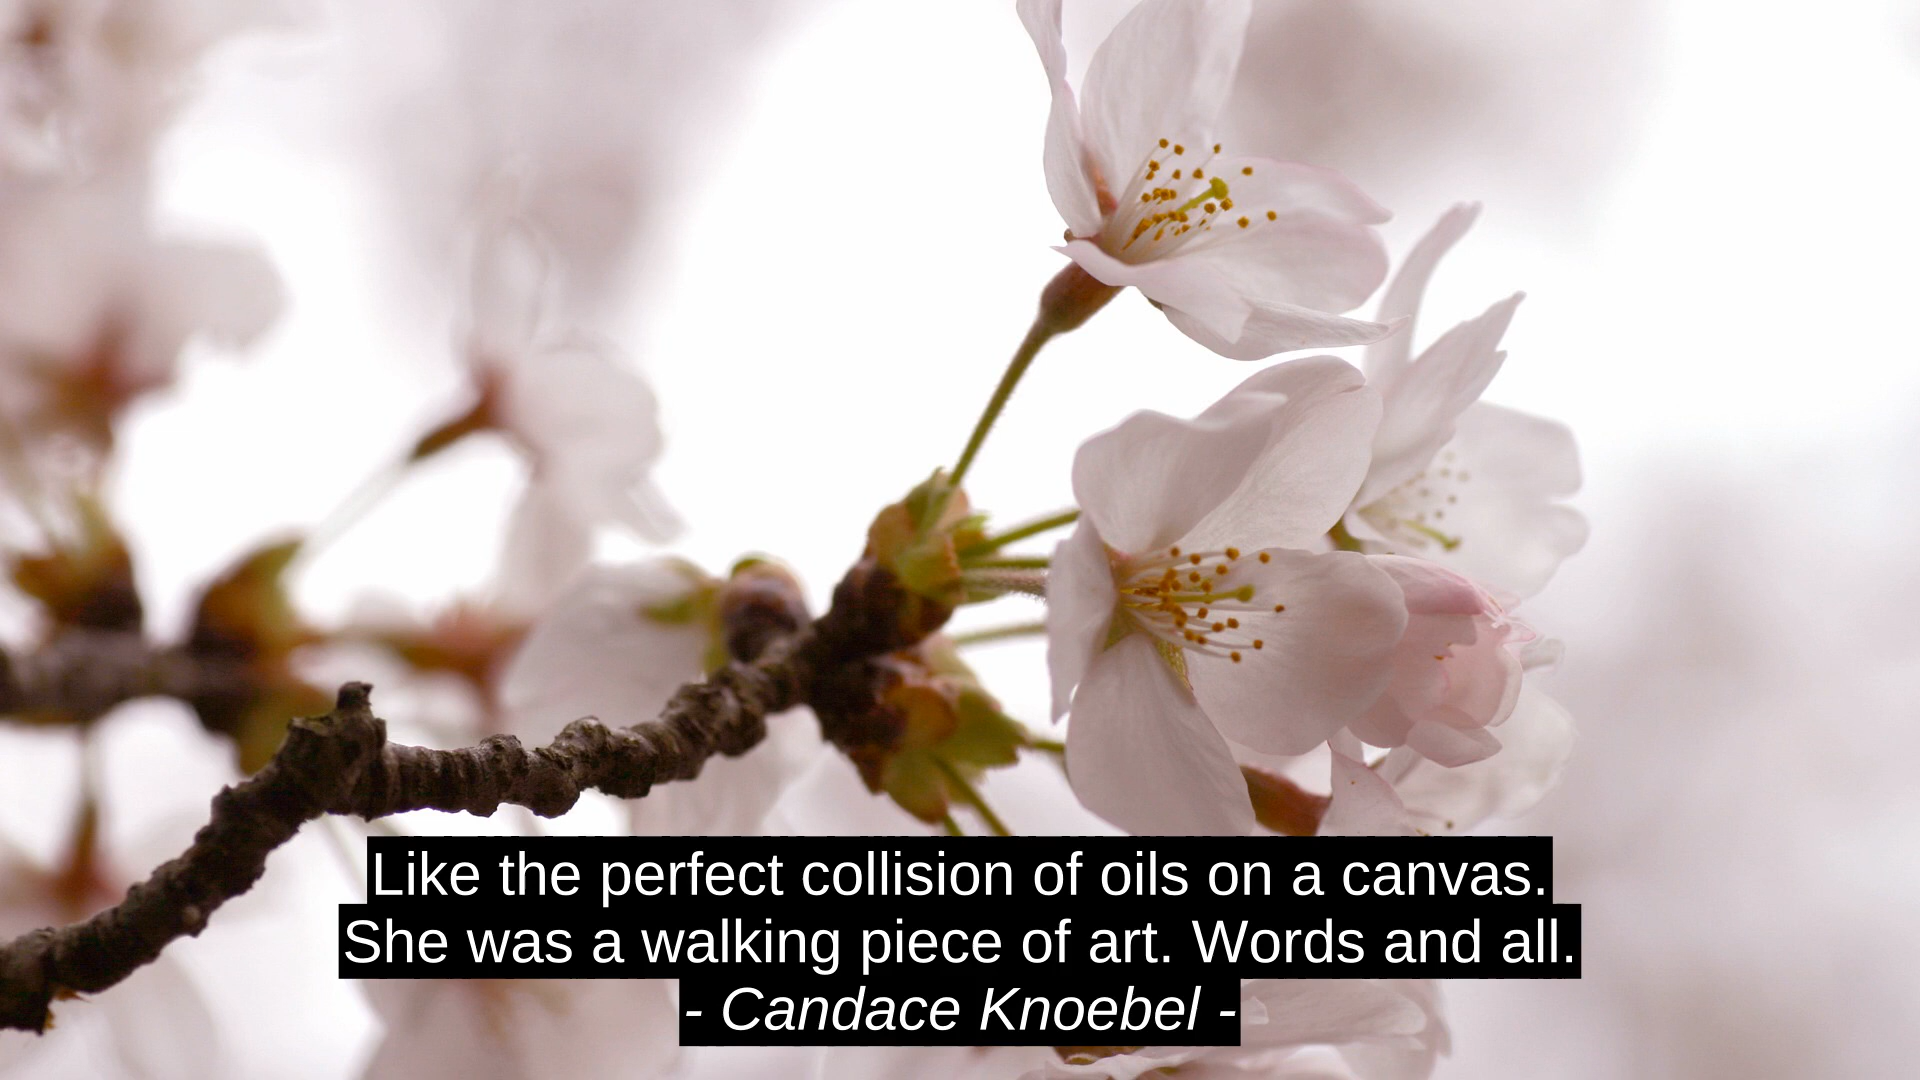 Like the perfect collision of oils on a canvas.
She was a walking piece of art. Words and all.
- Candace Knoebel -